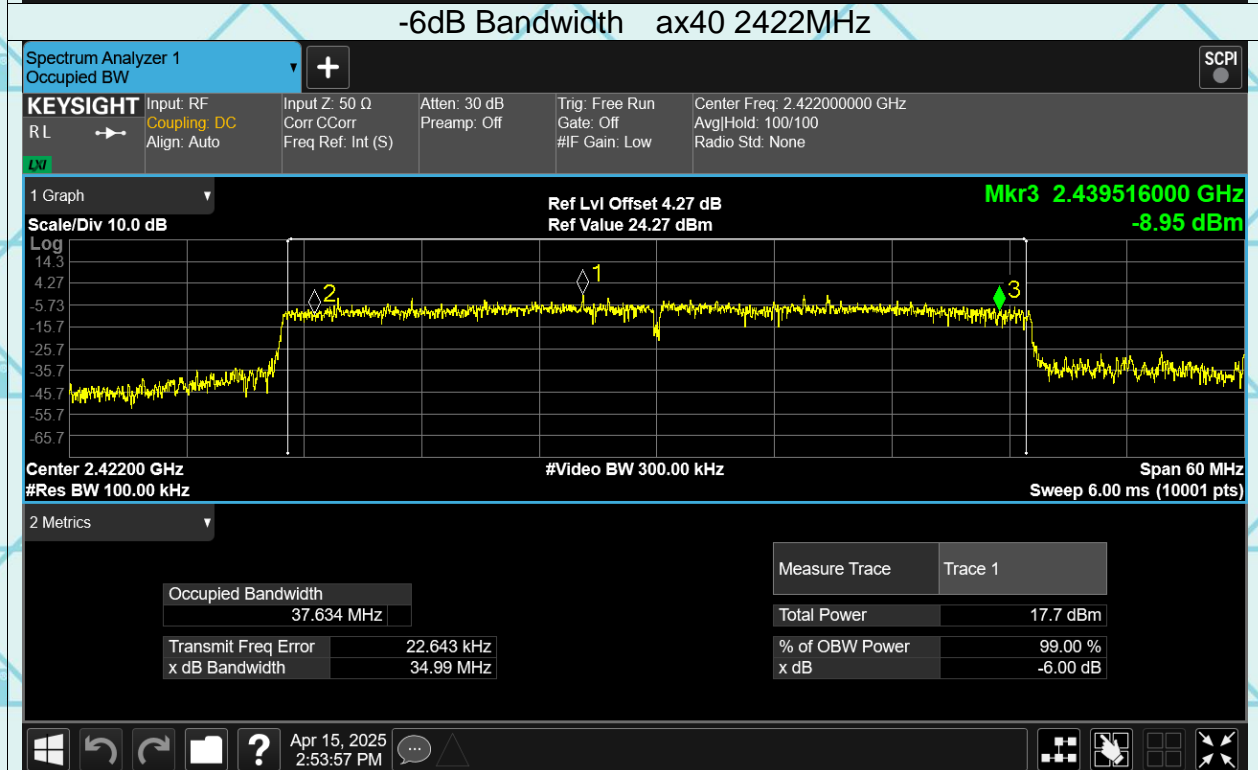 -6dB Bandwidth ax40 2422MHz
Spectrum Analyzer 1
Occupied BW
SCPI
KEYSIGHT
R L
LXI
Input: RF
Coupling: DC
Align: Auto
Input Z: 50 Ω
Corr CCorr
Freq Ref: Int (S)
Atten: 30 dB
Preamp: Off
Trig: Free Run
Gate: Off
#IF Gain: Low
Center Freq: 2.422000000 GHz
Avg|Hold: 100/100
Radio Std: None
1 Graph
Scale/Div 10.0 dB
Ref Lvl Offset 4.27 dB
Ref Value 24.27 dBm
Mkr3 2.439516000 GHz
-8.95 dBm
Log
14.3
4.27
-5.73
-15.7
-25.7
-35.7
-45.7
-55.7
-65.7
2
1
3
Center 2.42200 GHz
#Res BW 100.00 kHz
#Video BW 300.00 kHz
Span 60 MHz
Sweep 6.00 ms (10001 pts)
2 Metrics
Occupied Bandwidth
37.634 MHz
Transmit Freq Error 22.643 kHz
x dB Bandwidth 34.99 MHz
Measure Trace Trace 1
Total Power 17.7 dBm
% of OBW Power 99.00 %
x dB -6.00 dB
?
Apr 15, 2025
2:53:57 PM